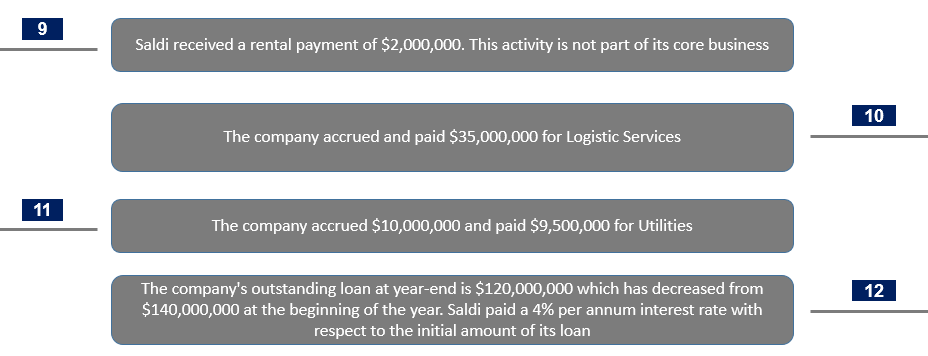 9
Saldi received a rental payment of $2,000,000. This activity is not part of its core business
10
The company accrued and paid $35,000,000 for Logistic Services
11
The company accrued $10,000,000 and paid $9,500,000 for Utilities
12
The company's outstanding loan at year-end is $120,000,000 which has decreased from
$140,000,000 at the beginning of the year. Saldi paid a 4% per annum interest rate with
respect to the initial amount of its loan